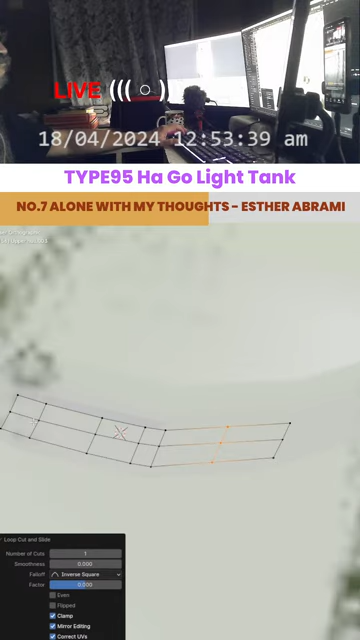 LIVE ((( ○ )
18/04/2024 12:53:39 am
TYPE95 Ha Go Light Tank
NO.7 ALONE WITH MY THOUGHTS - ESTHER ABRAMI
Loop Cut and Slide
Number of Cuts 1
Smoothness 0.000
Falloff Inverse Square
Factor 0.000
Even
Flipped
Clamp
Mirror Editing
Correct UVs